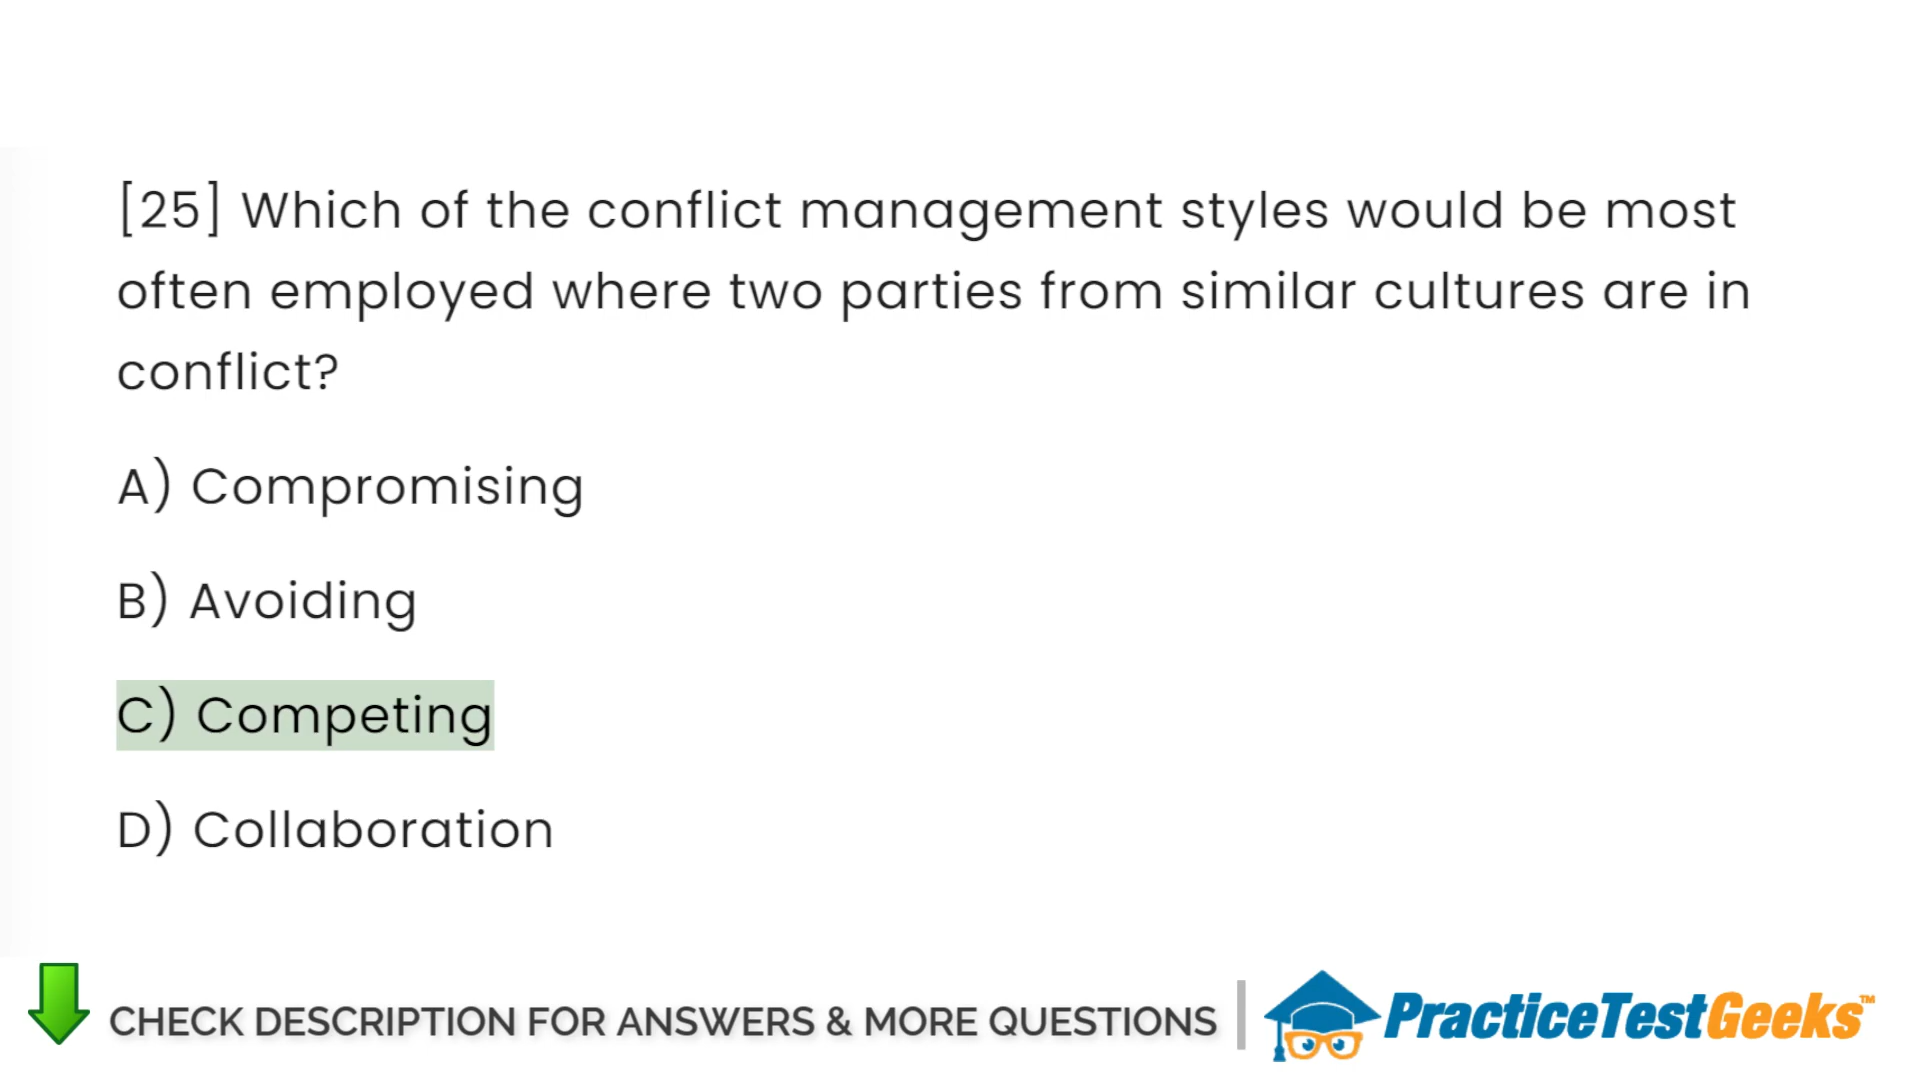 [25] Which of the conflict management styles would be most
often employed where two parties from similar cultures are in
conflict?
A) Compromising
B) Avoiding
C) Competing
D) Collaboration
CHECK DESCRIPTION FOR ANSWERS & MORE QUESTIONS
PracticeTestGeeks™